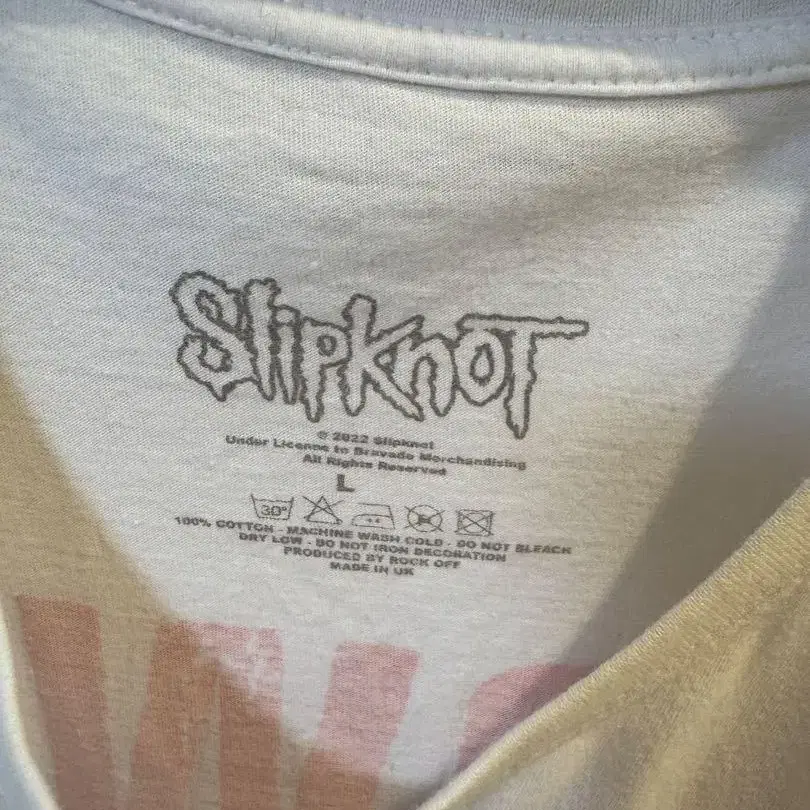 Slipknot
© 2022 Slipknot
Under License to Bravado Merchandising
All Rights Reserved
L
30°
100% COTTON - MACHINE WASH COLD - DO NOT BLEACH
DRY LOW - DO NOT IRON DECORATION
PRODUCED BY ROCK OFF
MADE IN UK